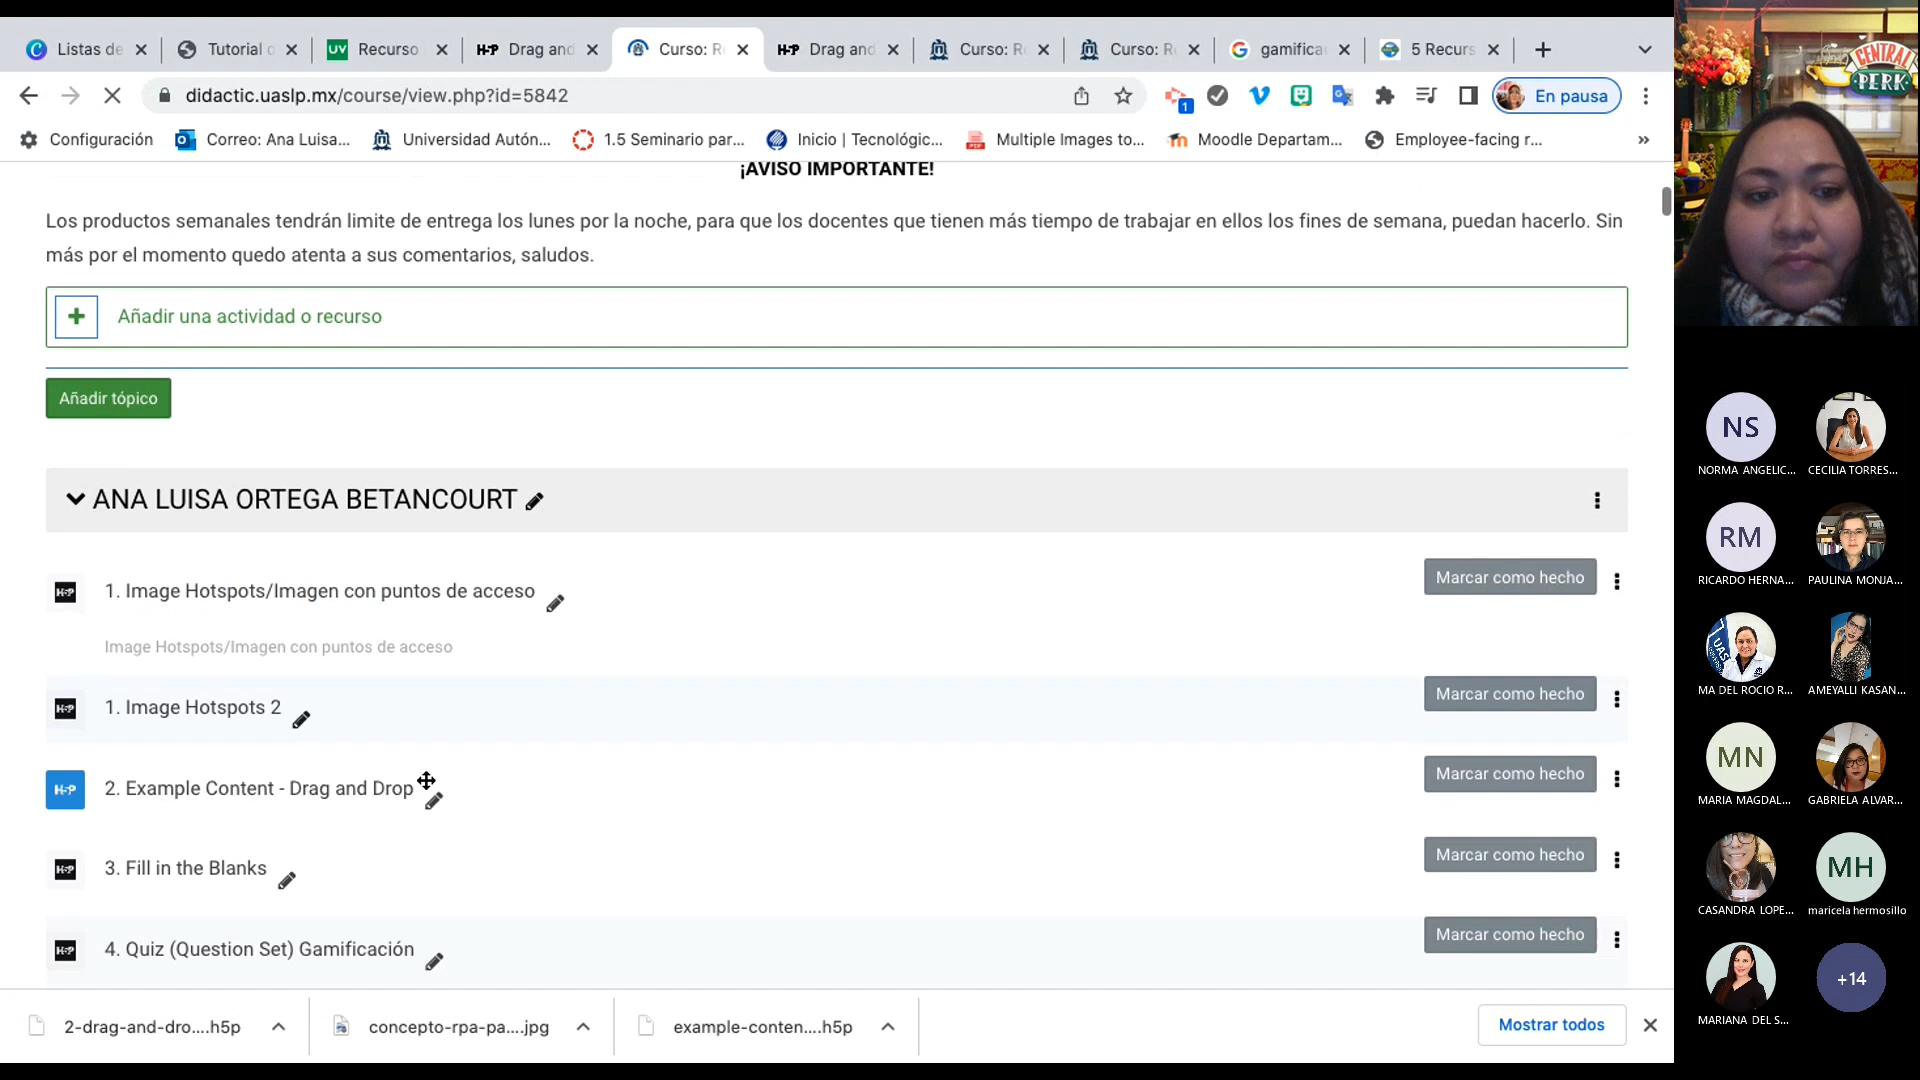 Listas de
Tutorial d
Recurso
Drag and
Curso: Re
Drag and
Curso: Re
Curso: Re
gamifica
5 Recurs
didactic.uaslp.mx/course/view.php?id=5842
1
En pausa
Configuración
Correo: Ana Luisa...
Universidad Autón...
1.5 Seminario par...
Inicio | Tecnológic...
Multiple Images to...
Moodle Departam...
Employee-facing r...
»
¡AVISO IMPORTANTE!
Los productos semanales tendrán limite de entrega los lunes por la noche, para que los docentes que tienen más tiempo de trabajar en ellos los fines de semana, puedan hacerlo. Sin
más por el momento quedo atenta a sus comentarios, saludos.
Añadir una actividad o recurso
Añadir tópico
ANA LUISA ORTEGA BETANCOURT
1. Image Hotspots/Imagen con puntos de acceso
Marcar como hecho
Image Hotspots/Imagen con puntos de acceso
1. Image Hotspots 2
Marcar como hecho
2. Example Content - Drag and Drop
Marcar como hecho
3. Fill in the Blanks
Marcar como hecho
4. Quiz (Question Set) Gamificación
Marcar como hecho
2-drag-and-dro....h5p
concepto-rpa-pa....jpg
example-conten....h5p
Mostrar todos
CENTRAL
PERK
NS
NORMA ANGELIC...
CECILIA TORRES...
RM
RICARDO HERNA...
PAULINA MONJA...
MA DEL ROCIO R...
AMEYALLI KASAN...
MN
MARIA MAGDAL...
GABRIELA ALVAR...
CASANDRA LOPE...
MH
maricela hermosillo
MARIANA DEL S...
+14